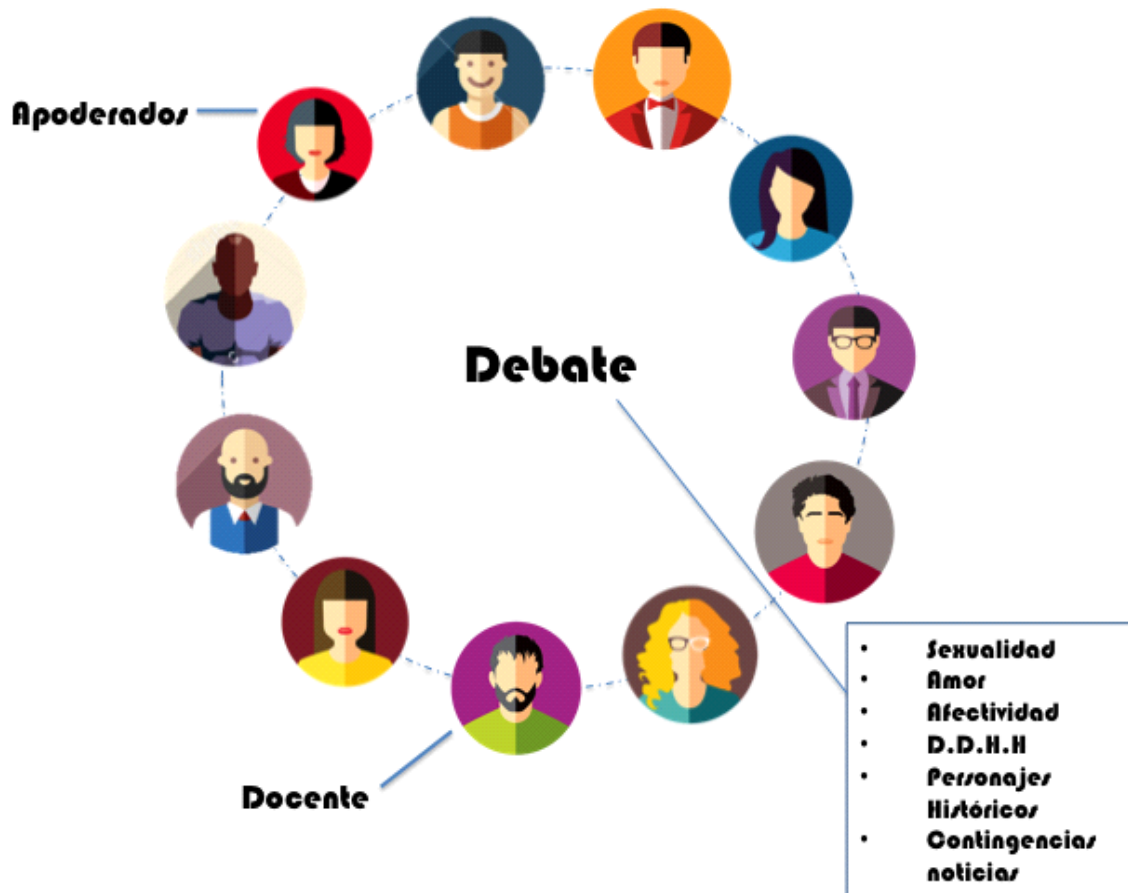 Apoderados
Debate
Docente
• Sexualidad
• Amor
• Afectividad
• D.D.H.H
• Personajes
Históricos
• Contingencias
noticias